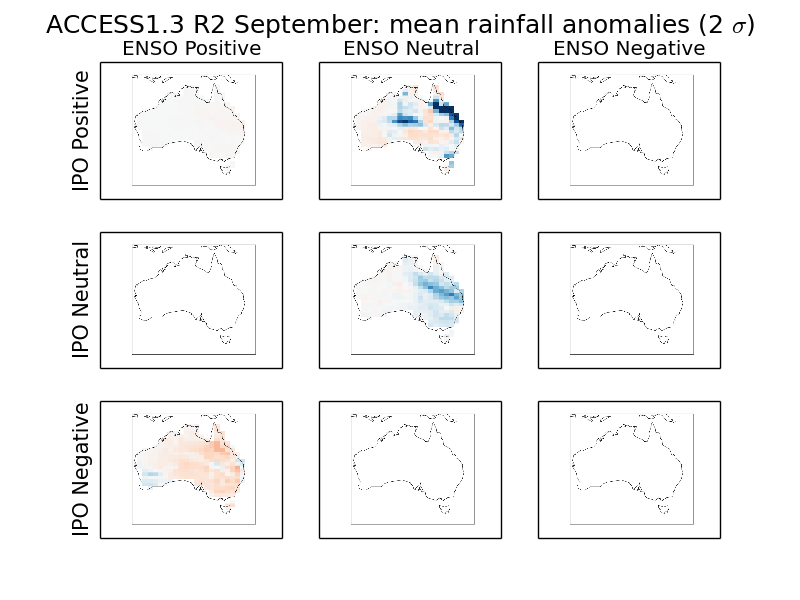 ACCESS1.3 R2 September: mean rainfall anomalies (2 σ)
ENSO Positive ENSO Neutral ENSO Negative
IPO Positive
IPO Neutral
IPO Negative